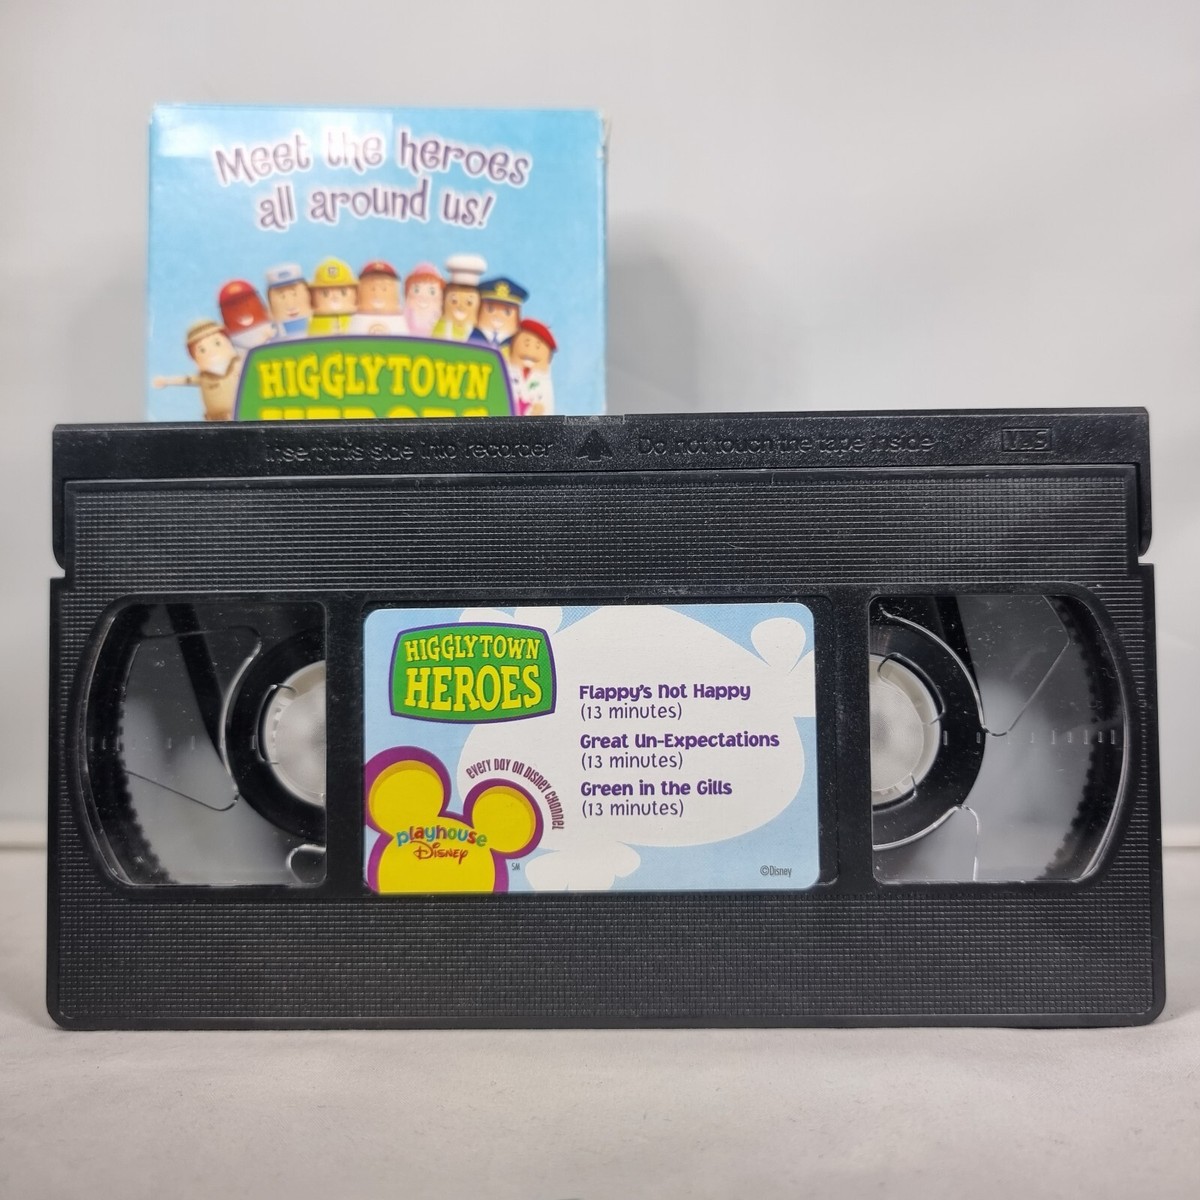 Meet the heroes
all around us!
HIGGLYTOWN
HEROES
Insert this side into recorder
Do not touch the tape inside
VHS
HIGGLYTOWN
HEROES
Flappy's Not Happy
(13 minutes)
Great Un-Expectations
(13 minutes)
Green in the Gills
(13 minutes)
every day on Disney Channel
playhouse
Disney
SM
©Disney